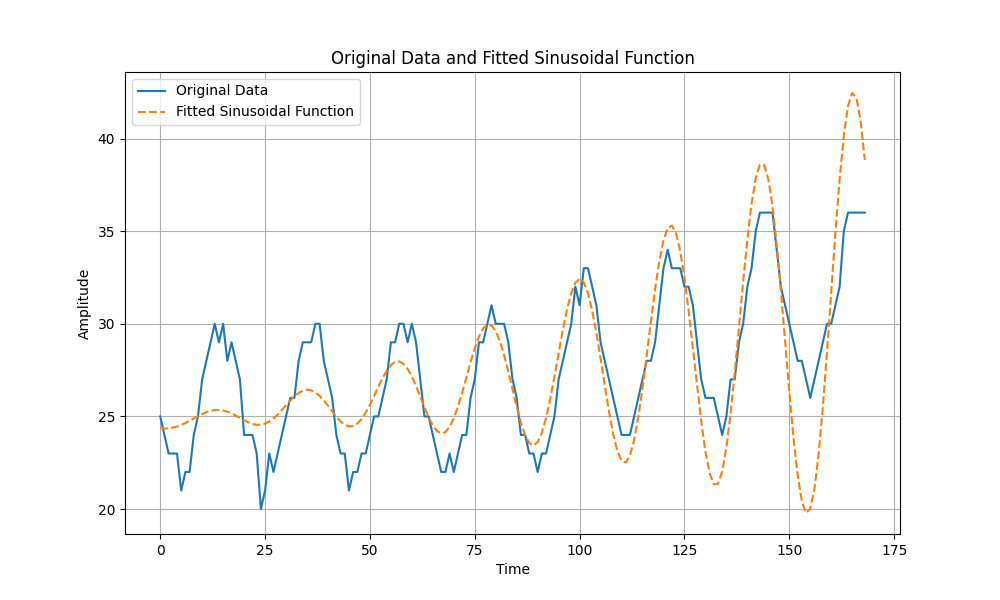 Original Data and Fitted Sinusoidal Function
Original Data
Fitted Sinusoidal Function
Amplitude
40
35
30
25
20
0 25 50 75 100 125 150 175
Time